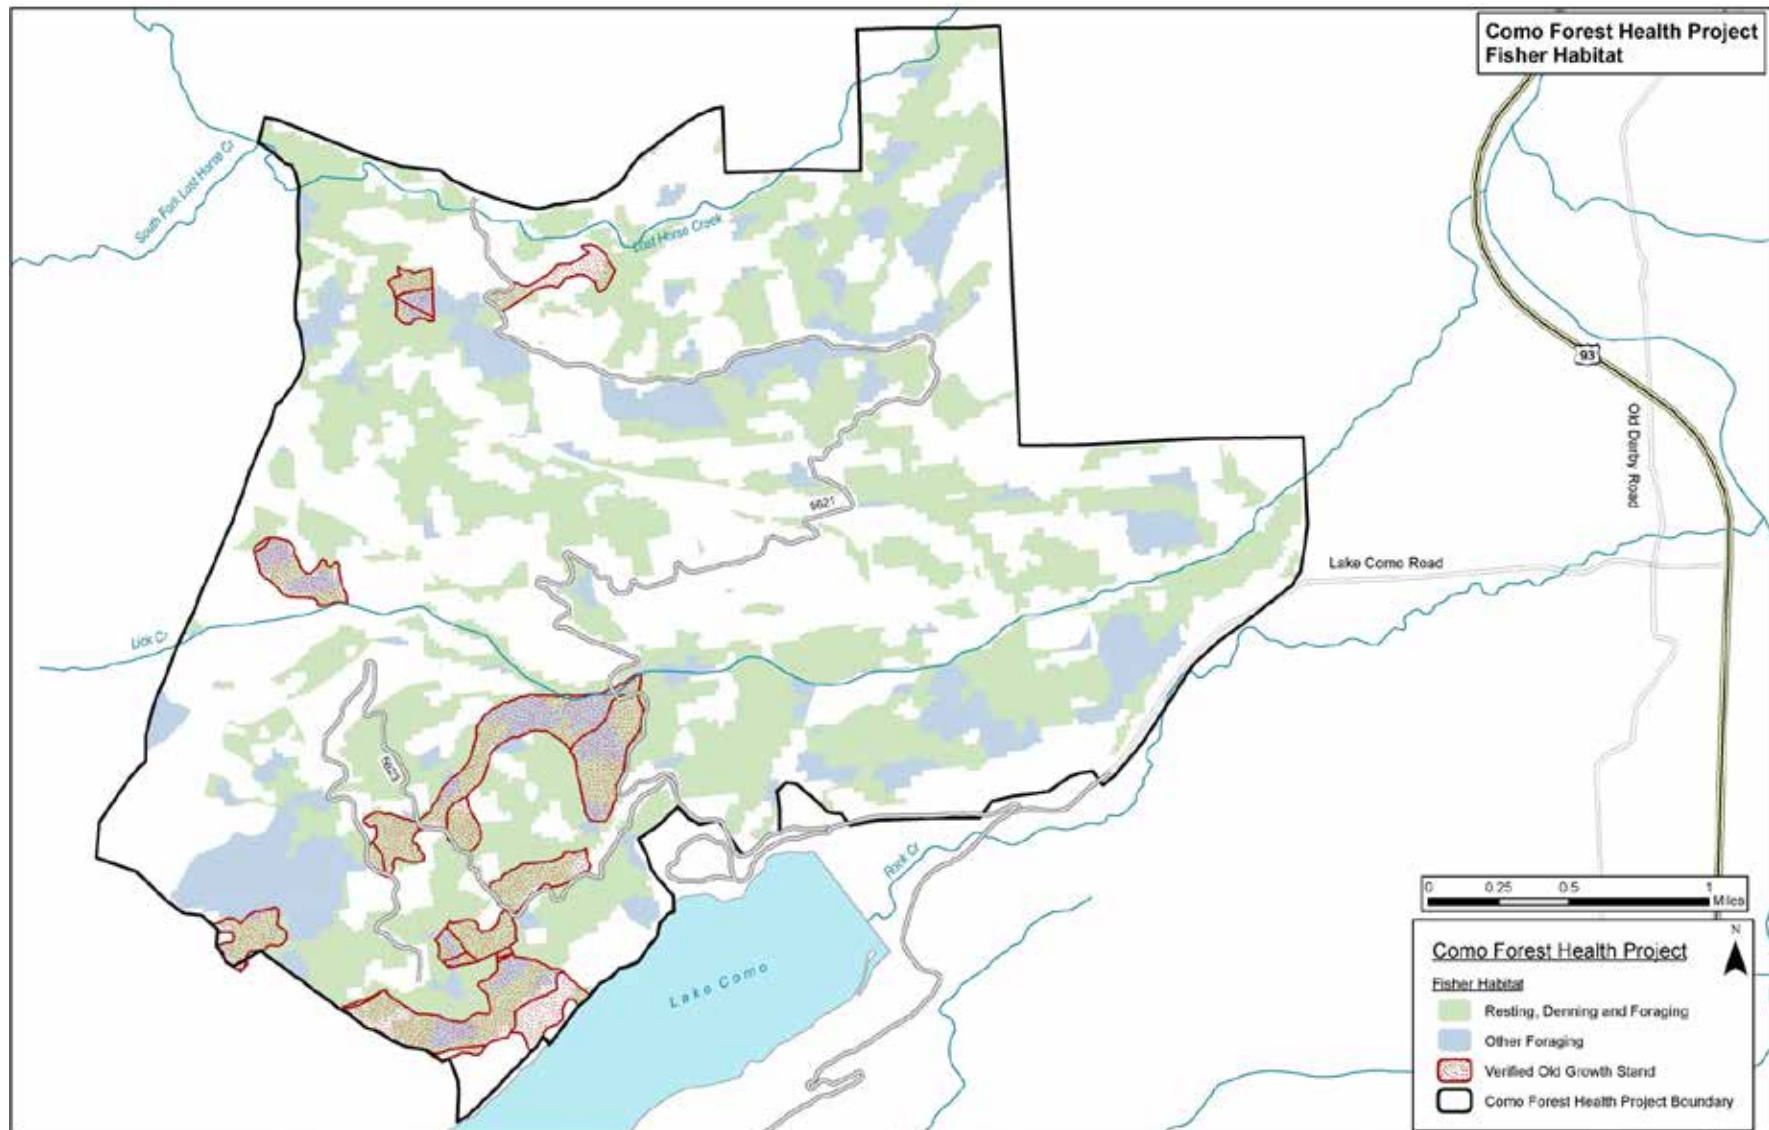 Como Forest Health Project
Fisher Habitat
South Fork Lost Horse Cr
Lost Horse Creek
93
Old Darby Road
5621
Lake Como Road
Lick Cr
Rock Cr
Lake Como
0 0.25 0.5 1
Miles
N
Como Forest Health Project
Fisher Habitat
Resting, Denning and Foraging
Other Foraging
Verified Old Growth Stand
Como Forest Health Project Boundary